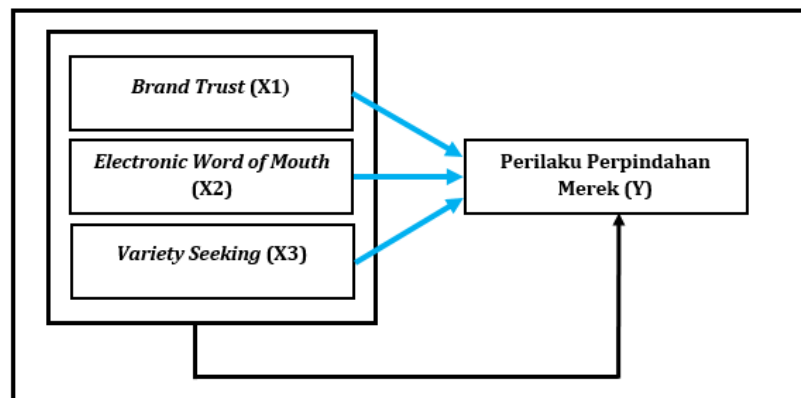 Brand Trust (X1)
Electronic Word of Mouth
(X2)
Variety Seeking (X3)
Perilaku Perpindahan
Merek (Y)